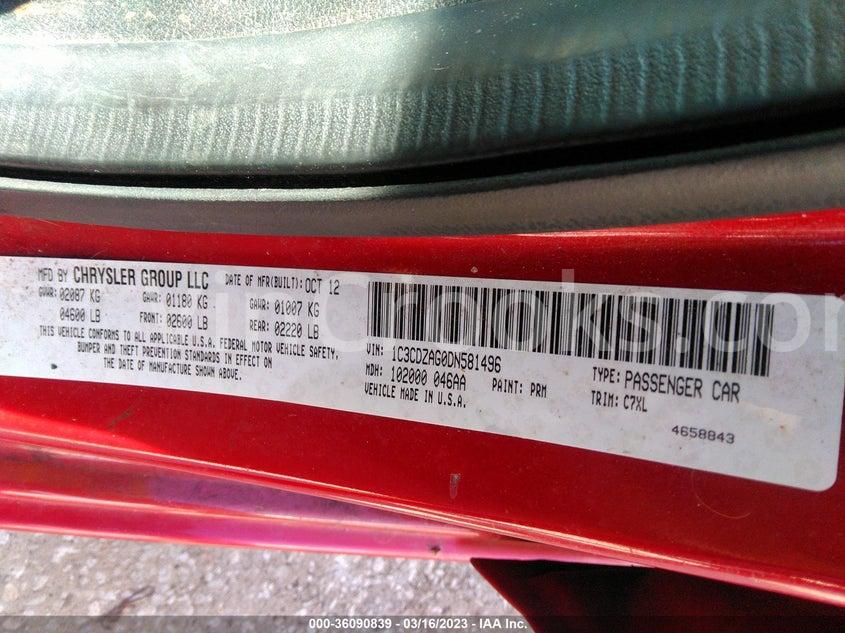 MFD BY CHRYSLER GROUP LLC DATE OF MFR(BUILT): OCT 12
GVWR: 02087 KG GAWR: 01180 KG GAWR: 01007 KG
04600 LB FRONT: 02600 LB REAR: 02220 LB
THIS VEHICLE CONFORMS TO ALL APPLICABLE U.S.A. FEDERAL MOTOR VEHICLE SAFETY,
BUMPER AND THEFT PREVENTION STANDARDS IN EFFECT ON
THE DATE OF MANUFACTURE SHOWN ABOVE.
VIN: 1C3CDZAG0DN581496 TYPE: PASSENGER CAR
MDH: 102000 046AA PAINT: PRM TRIM: C7XL
VEHICLE MADE IN U.S.A.
4658843
000-36090839 — 03/16/2023 — IAA Inc.